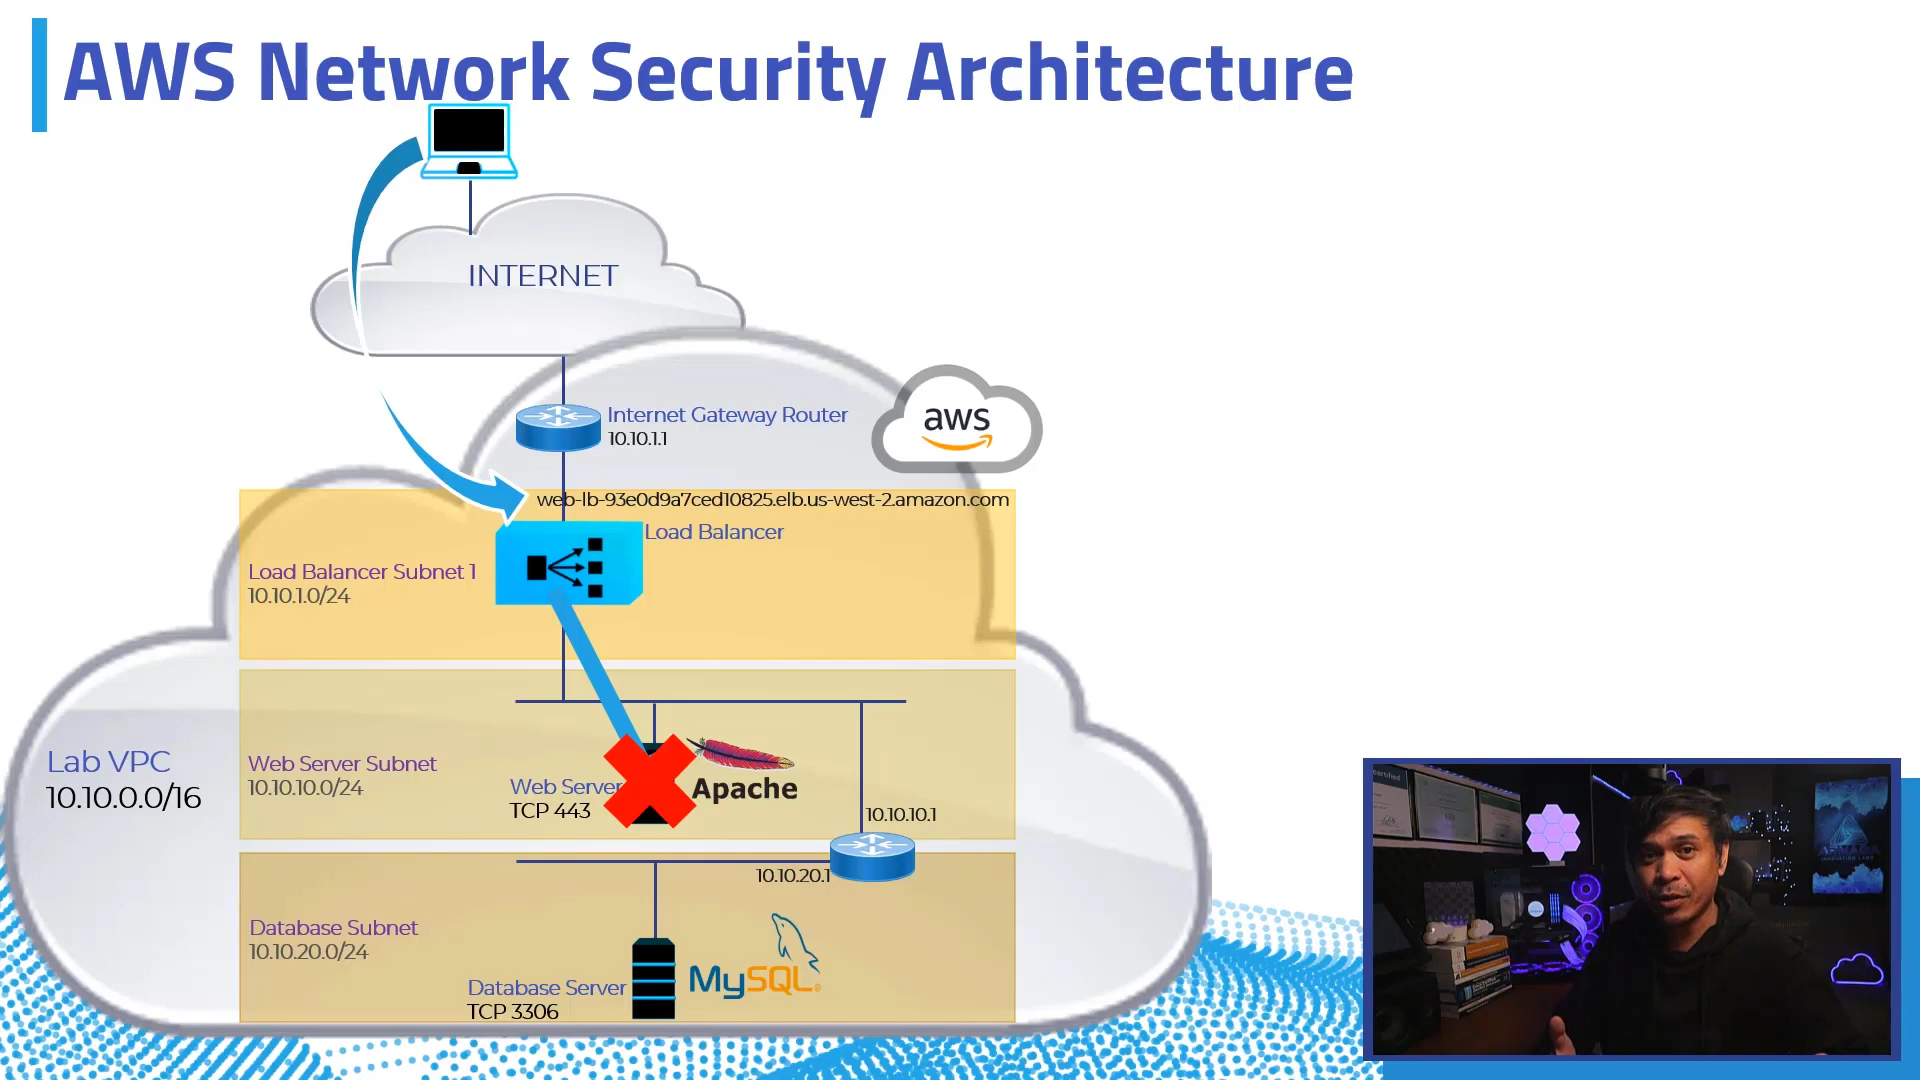 AWS Network Security Architecture
INTERNET
Internet Gateway Router
10.10.1.1
aws
web-lb-93e0d9a7ced10825.elb.us-west-2.amazon.com
Load Balancer
Load Balancer Subnet 1
10.10.1.0/24
Lab VPC
10.10.0.0/16
Web Server Subnet
10.10.10.0/24
Web Server
TCP 443
Apache
10.10.10.1
10.10.20.1
Database Subnet
10.10.20.0/24
Database Server
TCP 3306
MySQL